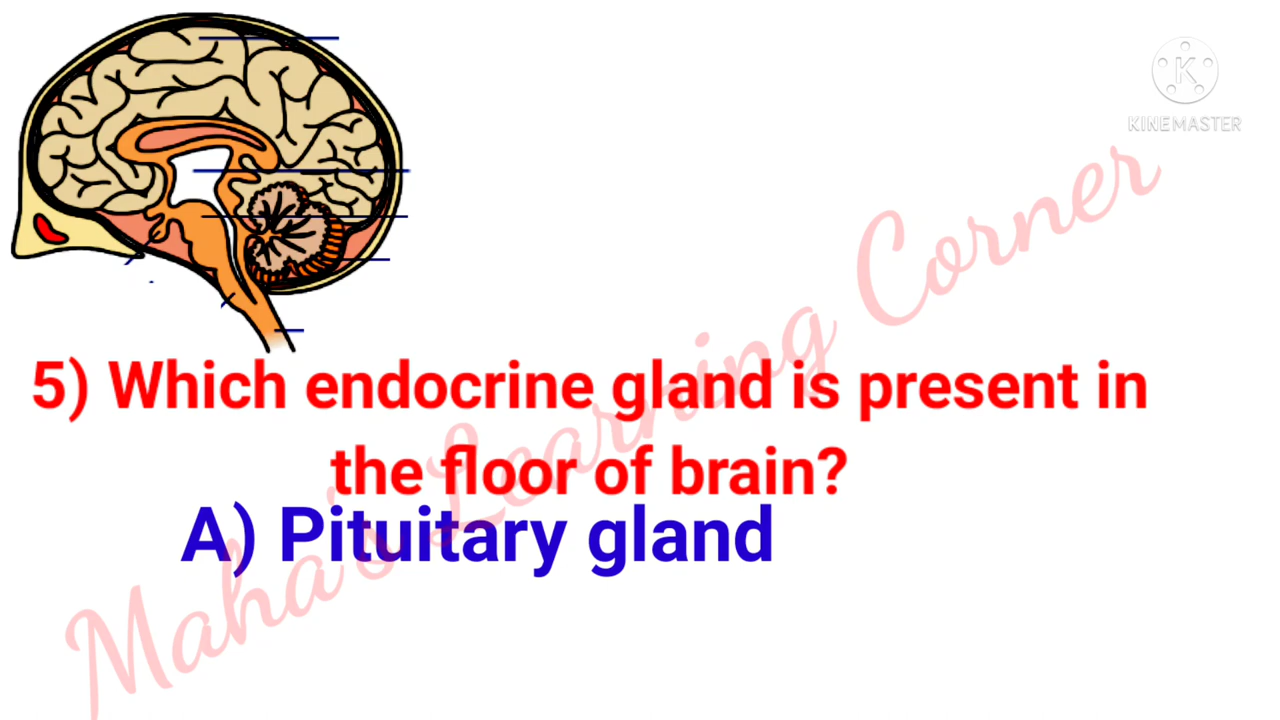 KINEMASTER
5) Which endocrine gland is present in
the floor of brain?
A) Pituitary gland
Maha's Learning Corner